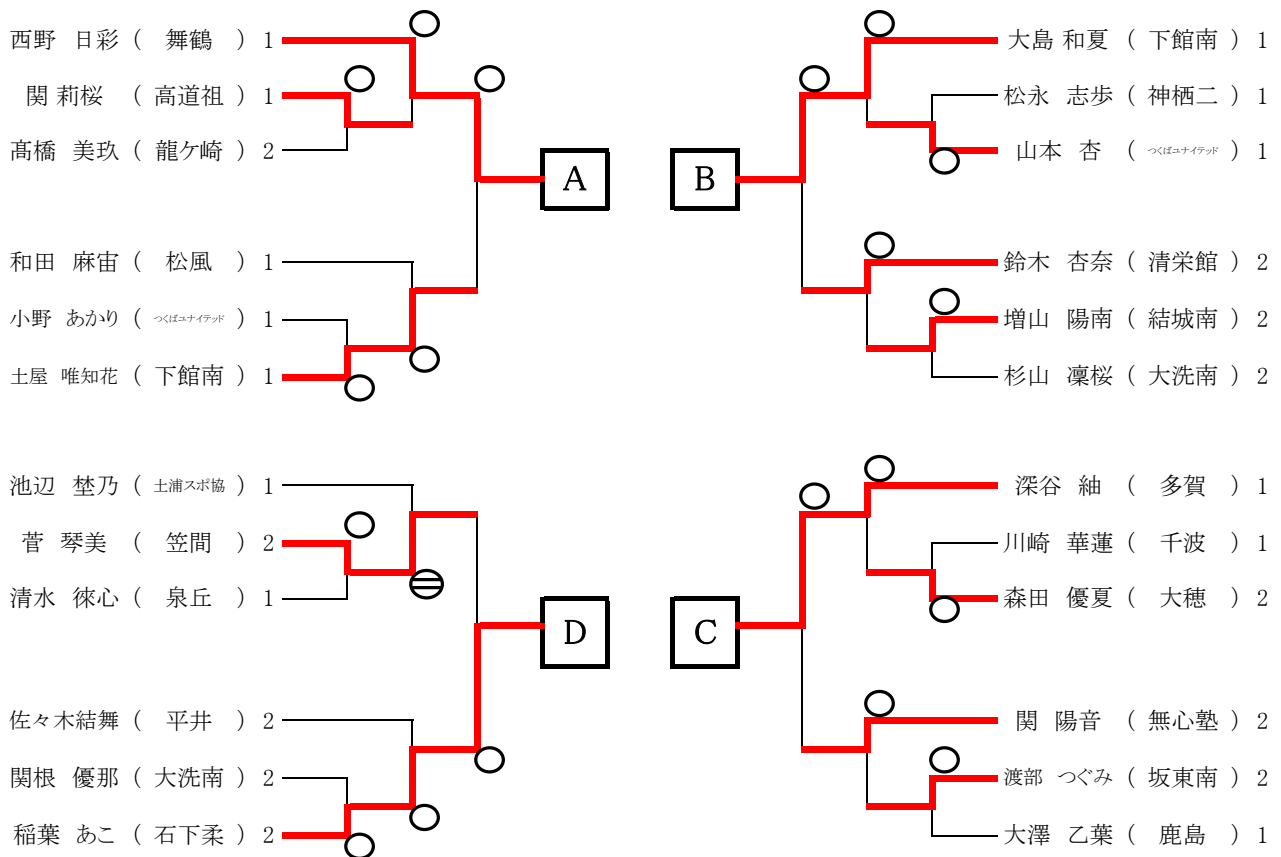 西野 日彩 ( 舞鶴 ) 1
関 莉桜 ( 高道祖 ) 1
髙橋 美玖 ( 龍ケ崎 ) 2
A
和田 麻宙 ( 松風 ) 1
小野 あかり ( つくばユナイテッド ) 1
土屋 唯知花 ( 下館南 ) 1
大島 和夏 ( 下館南 ) 1
松永 志歩 ( 神栖二 ) 1
山本 杏 ( つくばユナイテッド ) 1
B
鈴木 杏奈 ( 清栄館 ) 2
増山 陽南 ( 結城南 ) 2
杉山 凜桜 ( 大洗南 ) 2
池辺 埜乃 ( 土浦スポ協 ) 1
菅 琴美 ( 笠間 ) 2
清水 徠心 ( 泉丘 ) 1
D
佐々木結舞 ( 平井 ) 2
関根 優那 ( 大洗南 ) 2
稲葉 あこ ( 石下柔 ) 2
深谷 紬 ( 多賀 ) 1
川崎 華蓮 ( 千波 ) 1
森田 優夏 ( 大穂 ) 2
C
関 陽音 ( 無心塾 ) 2
渡部 つぐみ ( 坂東南 ) 2
大澤 乙葉 ( 鹿島 ) 1